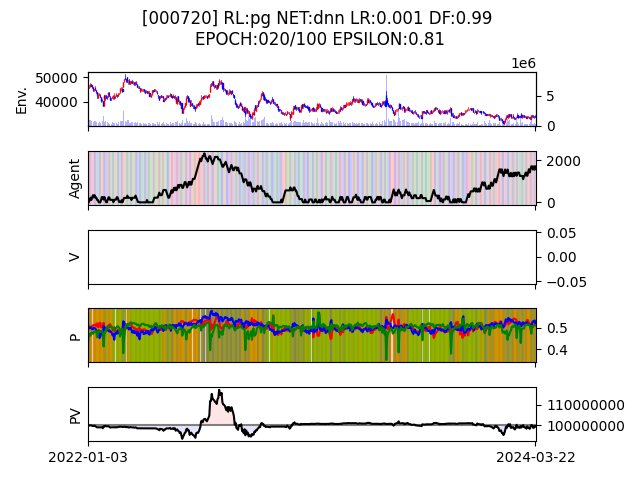 [000720] RL:pg NET:dnn LR:0.001 DF:0.99
EPOCH:020/100 EPSILON:0.81
1e6
Env.
50000
40000
5
0
Agent
2000
0
V
0.05
0.00
−0.05
P
0.5
0.4
PV
110000000
100000000
2022-01-03
2024-03-22